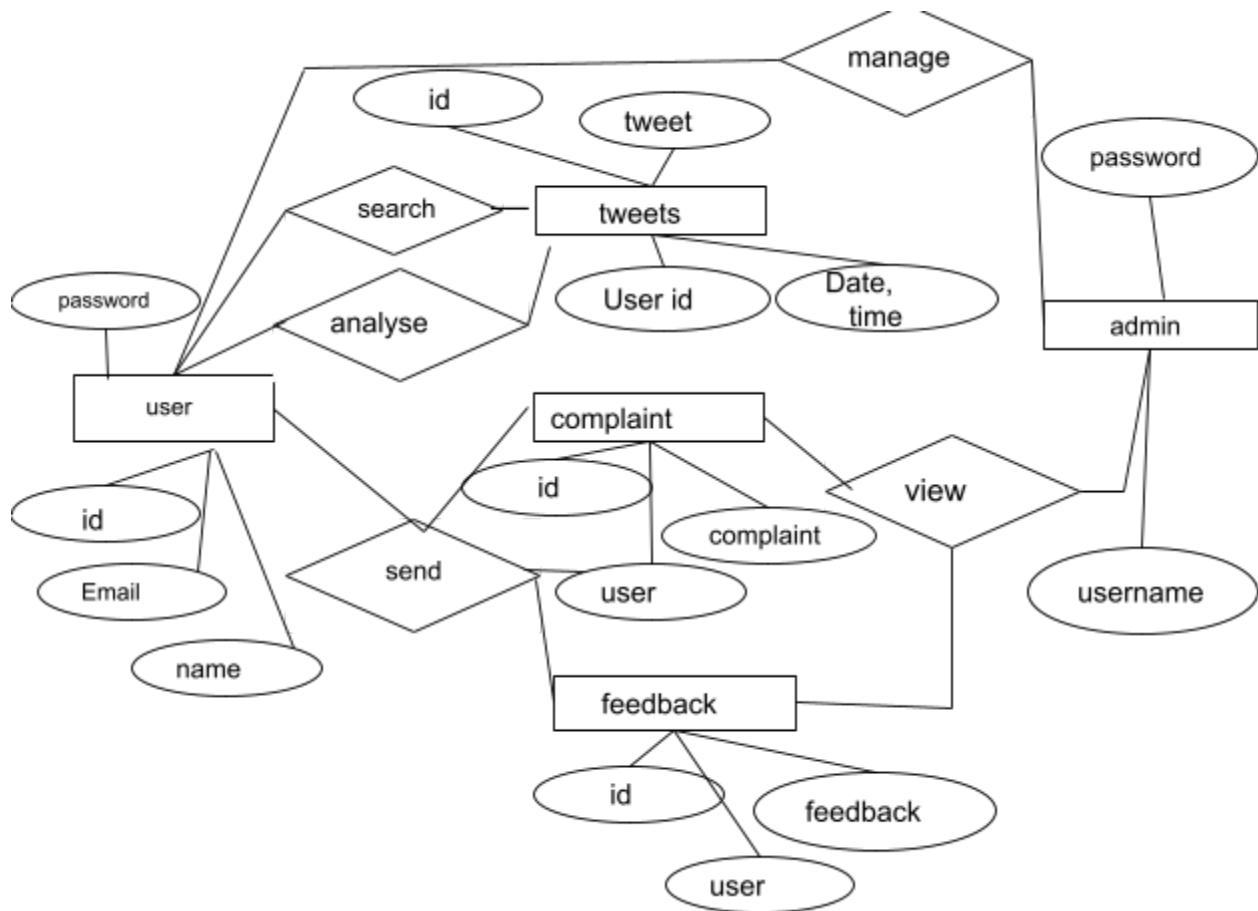 manage
id
tweet
password
search
tweets
password
User id
Date,
time
analyse
admin
user
complaint
id
view
id
complaint
send
Email
user
username
name
feedback
id
feedback
user